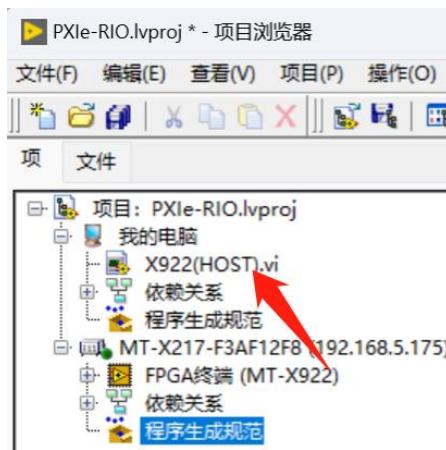 PXIe-RIO.lvproj * - 项目浏览器
文件(F) 编辑(E) 查看(V) 项目(P) 操作(O)
项 文件
项目: PXIe-RIO.lvproj
我的电脑
X922(HOST).vi
依赖关系
程序生成规范
MT-X217-F3AF12F8 (192.168.5.175)
FPGA终端 (MT-X922)
依赖关系
程序生成规范